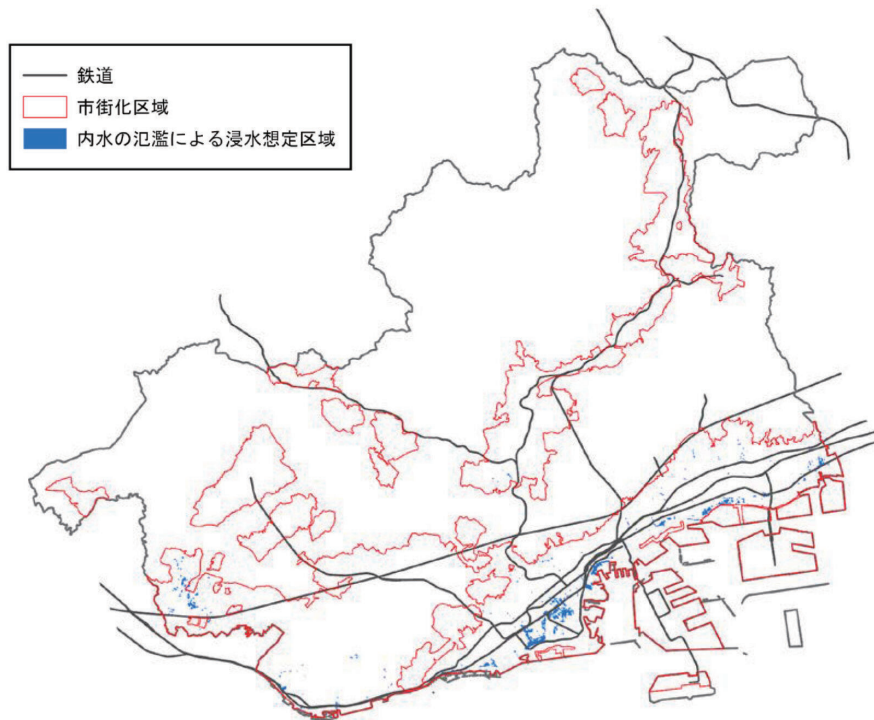 鉄道
市街化区域
内水の氾濫による浸水想定区域